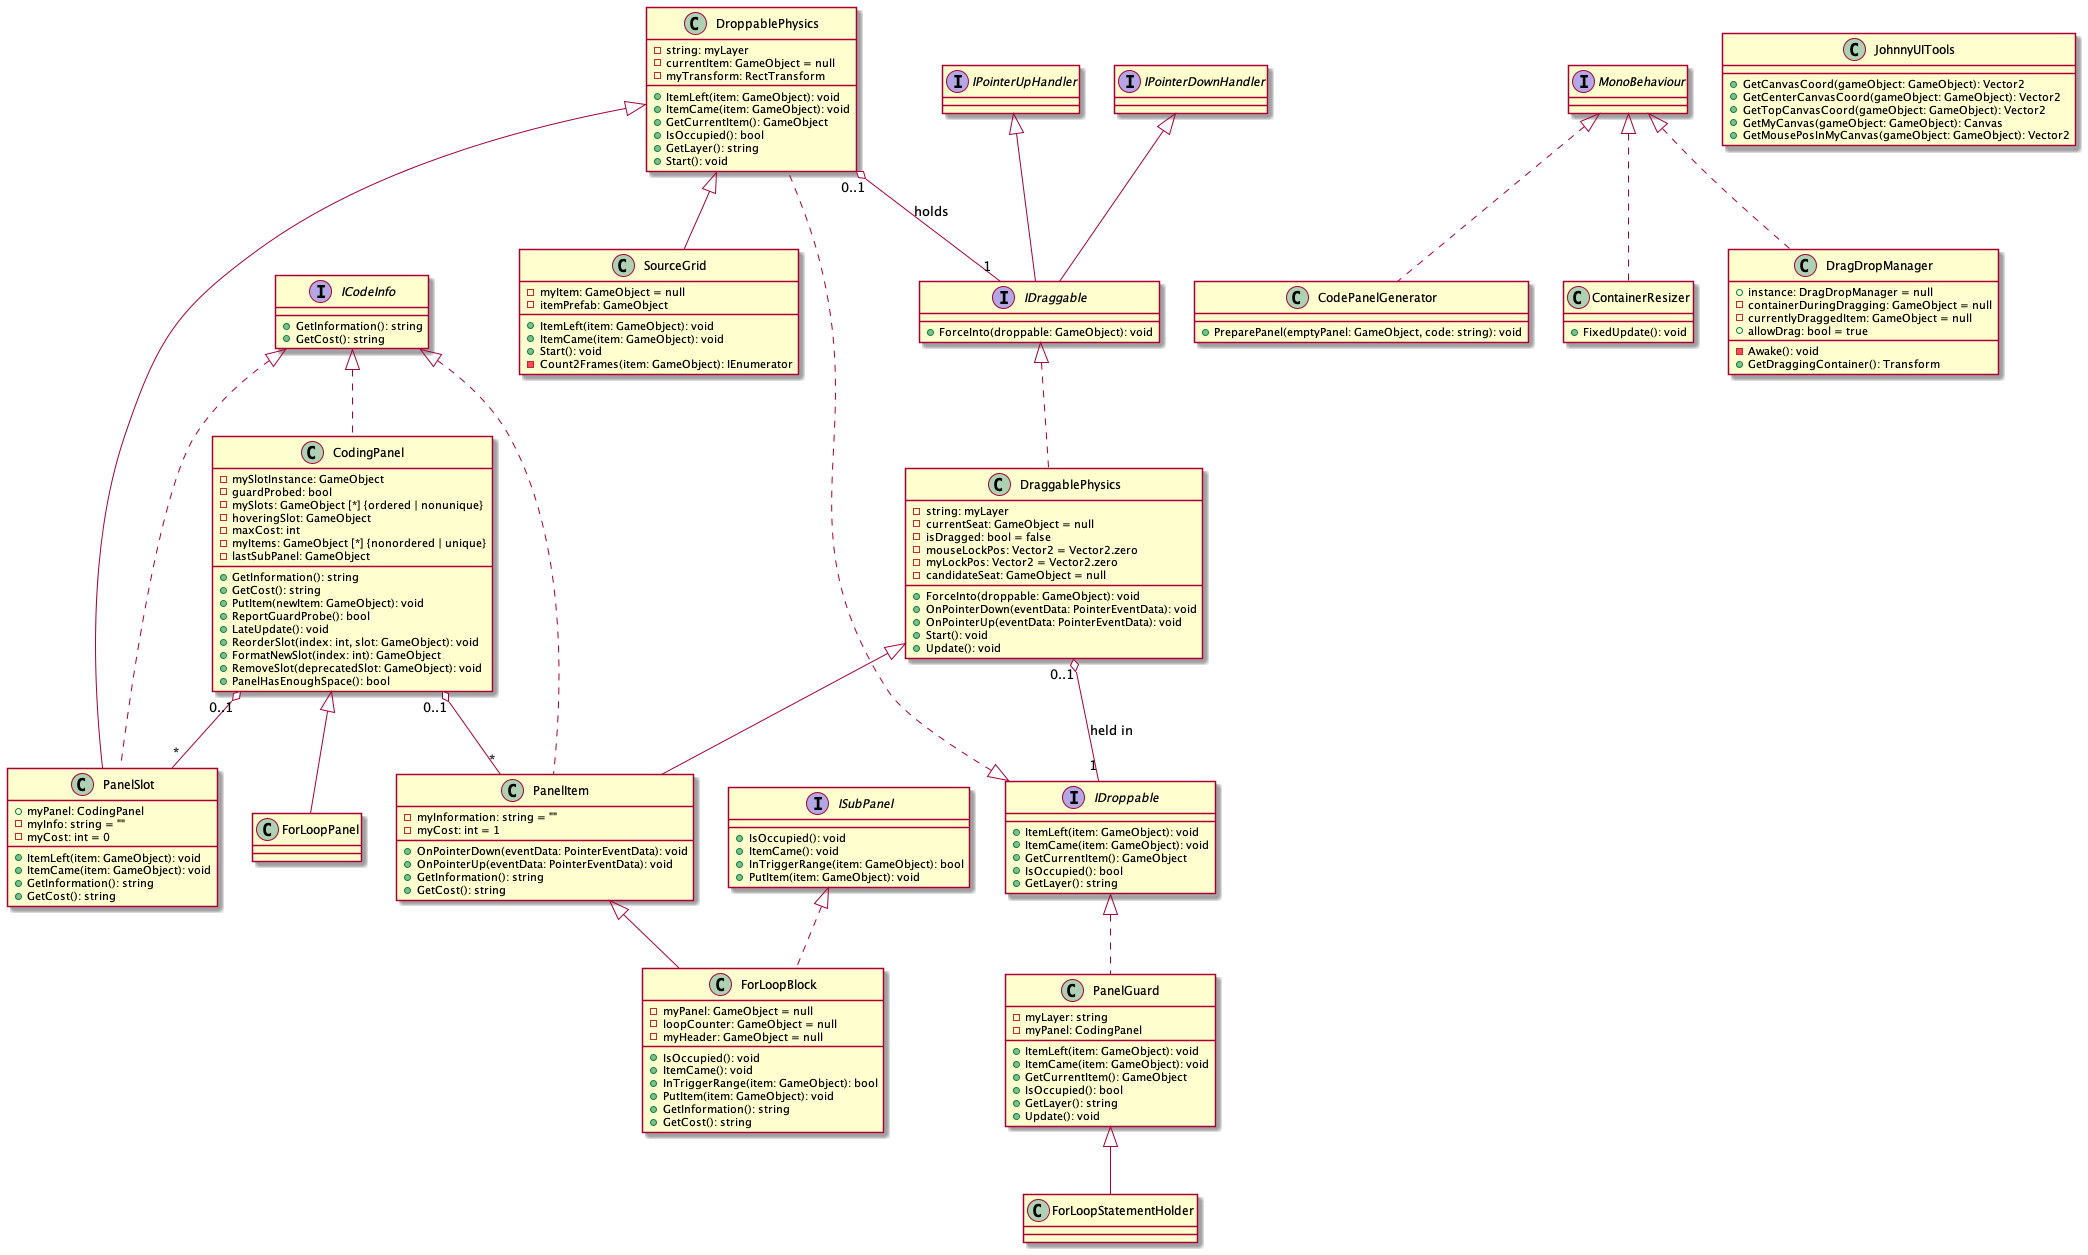 C DroppablePhysics
string: myLayer
currentItem: GameObject = null
myTransform: RectTransform
ItemLeft(item: GameObject): void
ItemCame(item: GameObject): void
GetCurrentItem(): GameObject
IsOccupied(): bool
GetLayer(): string
Start(): void
I IPointerUpHandler
I IPointerDownHandler
I MonoBehaviour
C JohnnyUITools
GetCanvasCoord(gameObject: GameObject): Vector2
GetCenterCanvasCoord(gameObject: GameObject): Vector2
GetTopCanvasCoord(gameObject: GameObject): Vector2
GetMyCanvas(gameObject: GameObject): Canvas
GetMousePosInMyCanvas(gameObject: GameObject): Vector2
0..1
holds
1
C SourceGrid
myItem: GameObject = null
itemPrefab: GameObject
ItemLeft(item: GameObject): void
ItemCame(item: GameObject): void
Start(): void
Count2Frames(item: GameObject): IEnumerator
I ICodeInfo
GetInformation(): string
GetCost(): string
I IDraggable
ForceInto(droppable: GameObject): void
C CodePanelGenerator
PreparePanel(emptyPanel: GameObject, code: string): void
C ContainerResizer
FixedUpdate(): void
C DragDropManager
instance: DragDropManager = null
containerDuringDragging: GameObject = null
currentlyDraggedItem: GameObject = null
allowDrag: bool = true
Awake(): void
GetDraggingContainer(): Transform
C CodingPanel
mySlotInstance: GameObject
guardProbed: bool
mySlots: GameObject [*] {ordered | nonunique}
hoveringSlot: GameObject
maxCost: int
myItems: GameObject [*] {nonordered | unique}
lastSubPanel: GameObject
GetInformation(): string
GetCost(): string
PutItem(newItem: GameObject): void
ReportGuardProbe(): bool
LateUpdate(): void
ReorderSlot(index: int, slot: GameObject): void
FormatNewSlot(index: int): GameObject
RemoveSlot(deprecatedSlot: GameObject): void
PanelHasEnoughSpace(): bool
C DraggablePhysics
string: myLayer
currentSeat: GameObject = null
isDragged: bool = false
mouseLockPos: Vector2 = Vector2.zero
myLockPos: Vector2 = Vector2.zero
candidateSeat: GameObject = null
ForceInto(droppable: GameObject): void
OnPointerDown(eventData: PointerEventData): void
OnPointerUp(eventData: PointerEventData): void
Start(): void
Update(): void
0..1
0..1
0..1
held in
*
*
1
C PanelSlot
myPanel: CodingPanel
myInfo: string = ""
myCost: int = 0
ItemLeft(item: GameObject): void
ItemCame(item: GameObject): void
GetInformation(): string
GetCost(): string
C ForLoopPanel
C PanelItem
myInformation: string = ""
myCost: int = 1
OnPointerDown(eventData: PointerEventData): void
OnPointerUp(eventData: PointerEventData): void
GetInformation(): string
GetCost(): string
I ISubPanel
IsOccupied(): void
ItemCame(): void
InTriggerRange(item: GameObject): bool
PutItem(item: GameObject): void
I IDroppable
ItemLeft(item: GameObject): void
ItemCame(item: GameObject): void
GetCurrentItem(): GameObject
IsOccupied(): bool
GetLayer(): string
C ForLoopBlock
myPanel: GameObject = null
loopCounter: GameObject = null
myHeader: GameObject = null
IsOccupied(): void
ItemCame(): void
InTriggerRange(item: GameObject): bool
PutItem(item: GameObject): void
GetInformation(): string
GetCost(): string
C PanelGuard
myLayer: string
myPanel: CodingPanel
ItemLeft(item: GameObject): void
ItemCame(item: GameObject): void
GetCurrentItem(): GameObject
IsOccupied(): bool
GetLayer(): string
Update(): void
C ForLoopStatementHolder